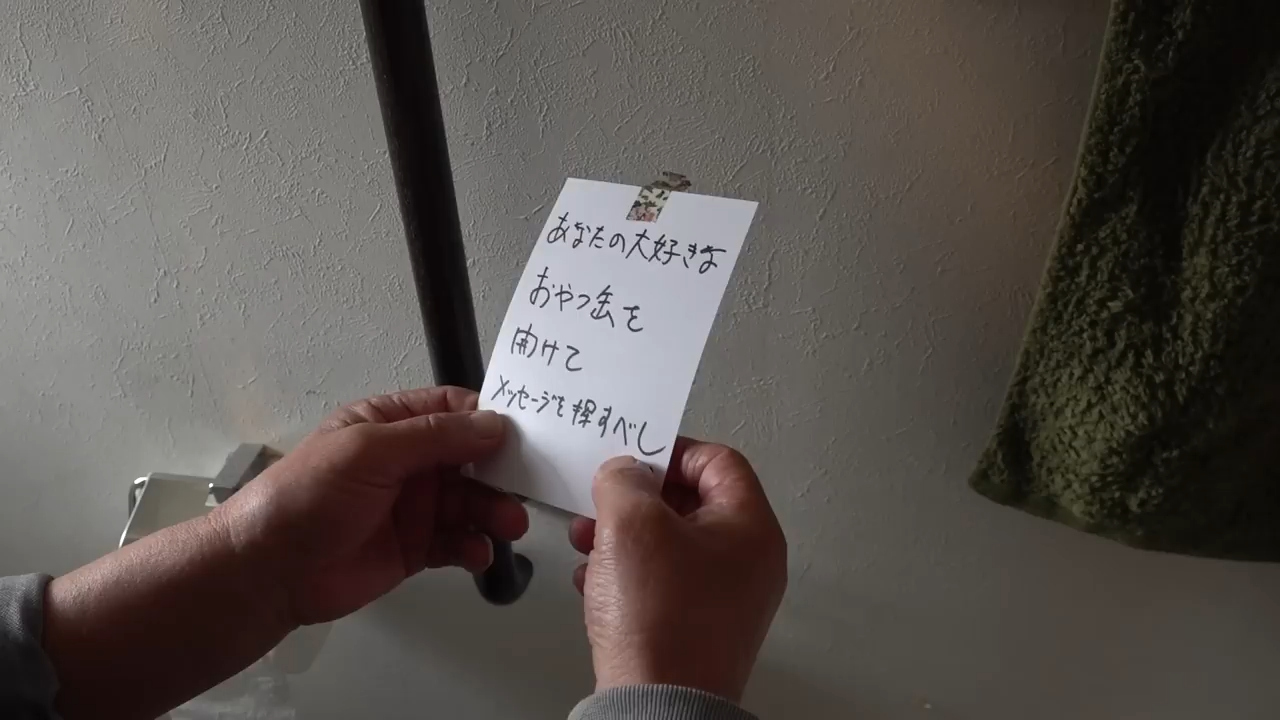 あなたの大好きな
おやつ缶を
開けて
メッセージを探すべし